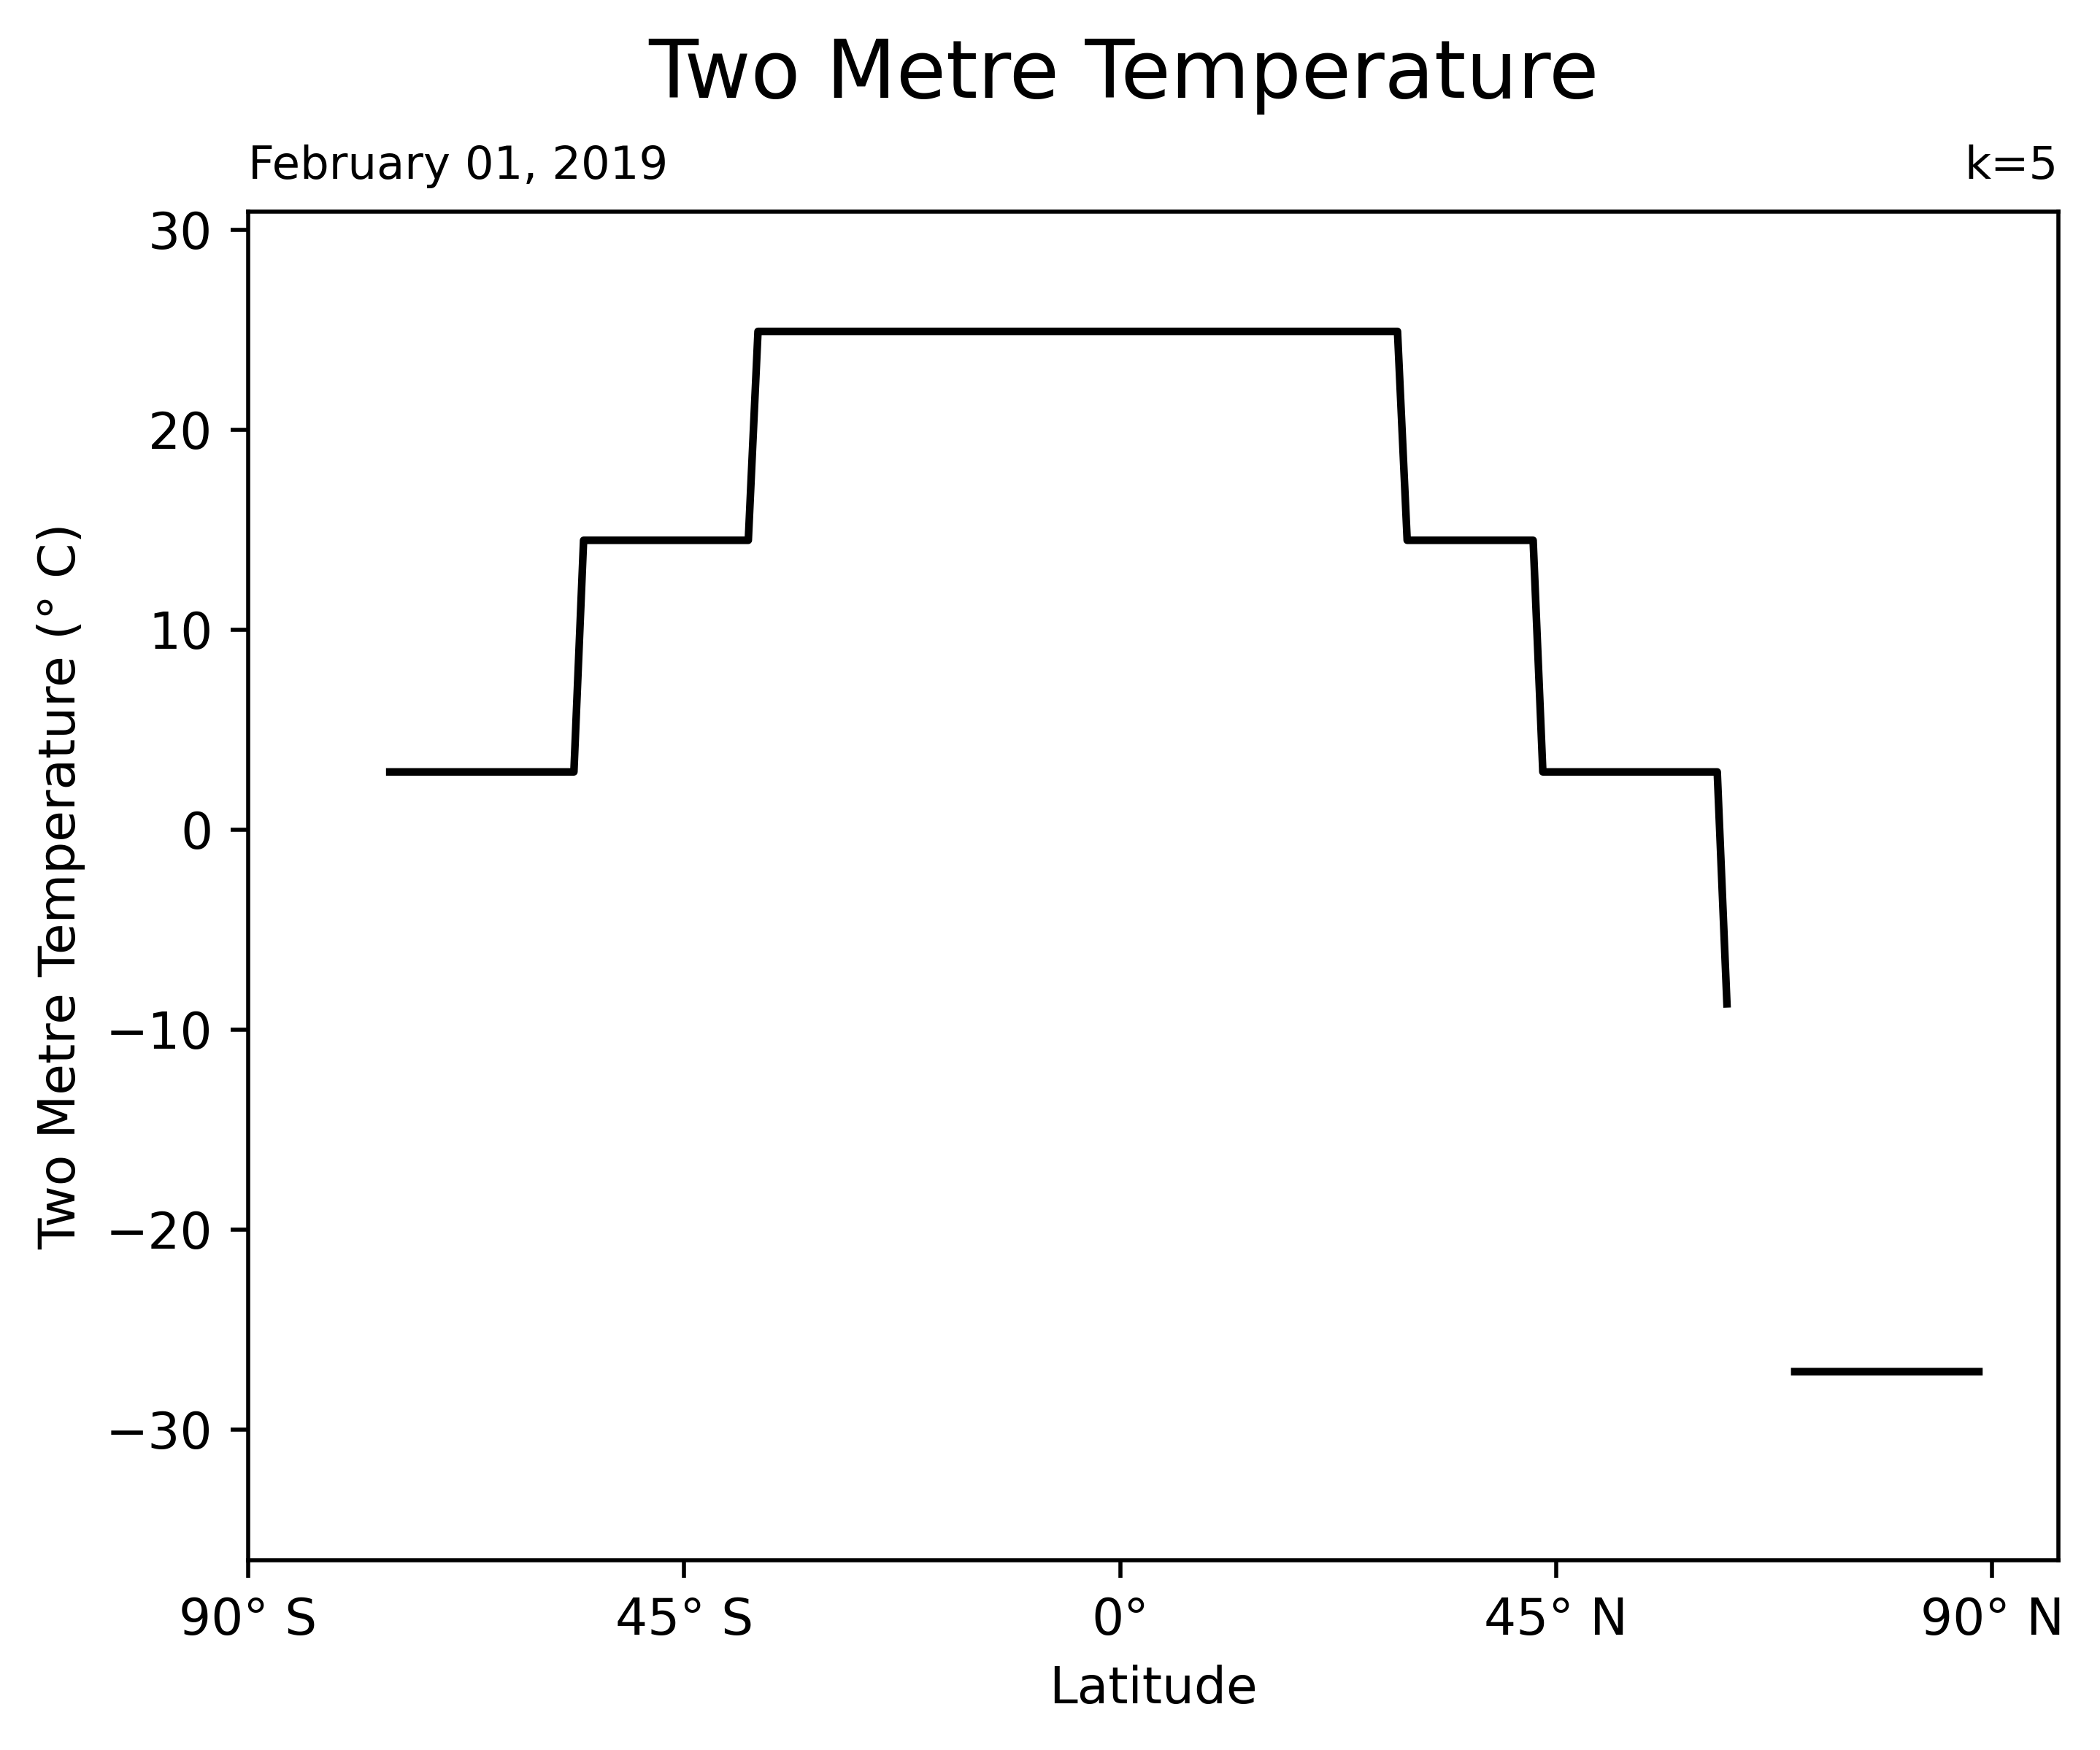 Two Metre Temperature
February 01, 2019
k=5
30
20
10
0
−10
−20
−30
Two Metre Temperature (° C)
90° S
45° S
0°
45° N
90° N
Latitude